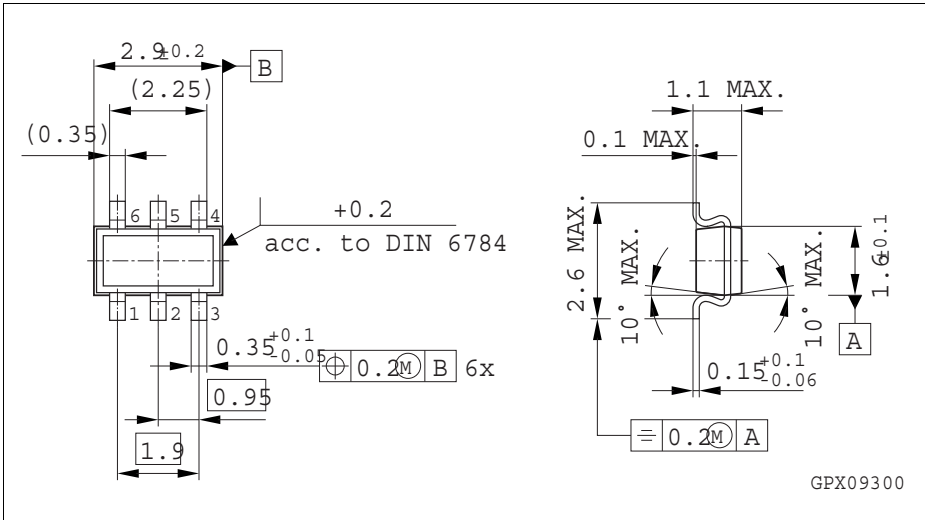 2.9±0.2
B
(2.25)
(0.35)
6 5 4
+0.2
acc. to DIN 6784
1 2 3
0.35 +0.1 -0.05
0.2 M B 6x
0.95
1.9
1.1 MAX.
0.1 MAX.
2.6 MAX.
10° MAX.
10° MAX.
1.6±0.1
A
0.15 +0.1 -0.06
0.2 M A
GPX09300